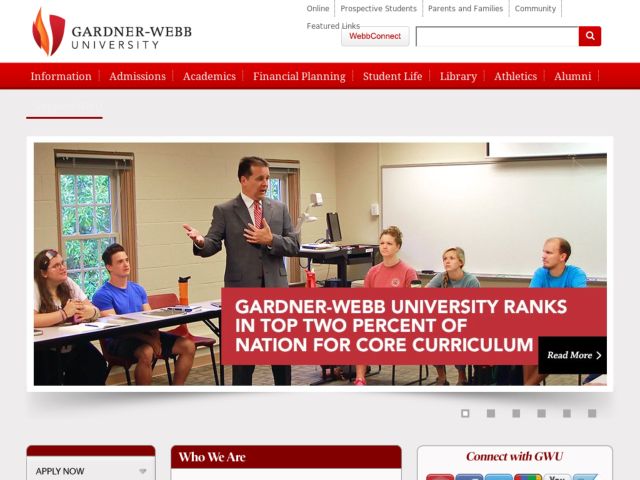 GARDNER-WEBB
UNIVERSITY
Online
Prospective Students
Parents and Families
Community
Featured Links
WebbConnect
Information
Admissions
Academics
Financial Planning
Student Life
Library
Athletics
Alumni
GARDNER-WEBB UNIVERSITY RANKS
IN TOP TWO PERCENT OF
NATION FOR CORE CURRICULUM
Read More
APPLY NOW
Who We Are
Connect with GWU
You